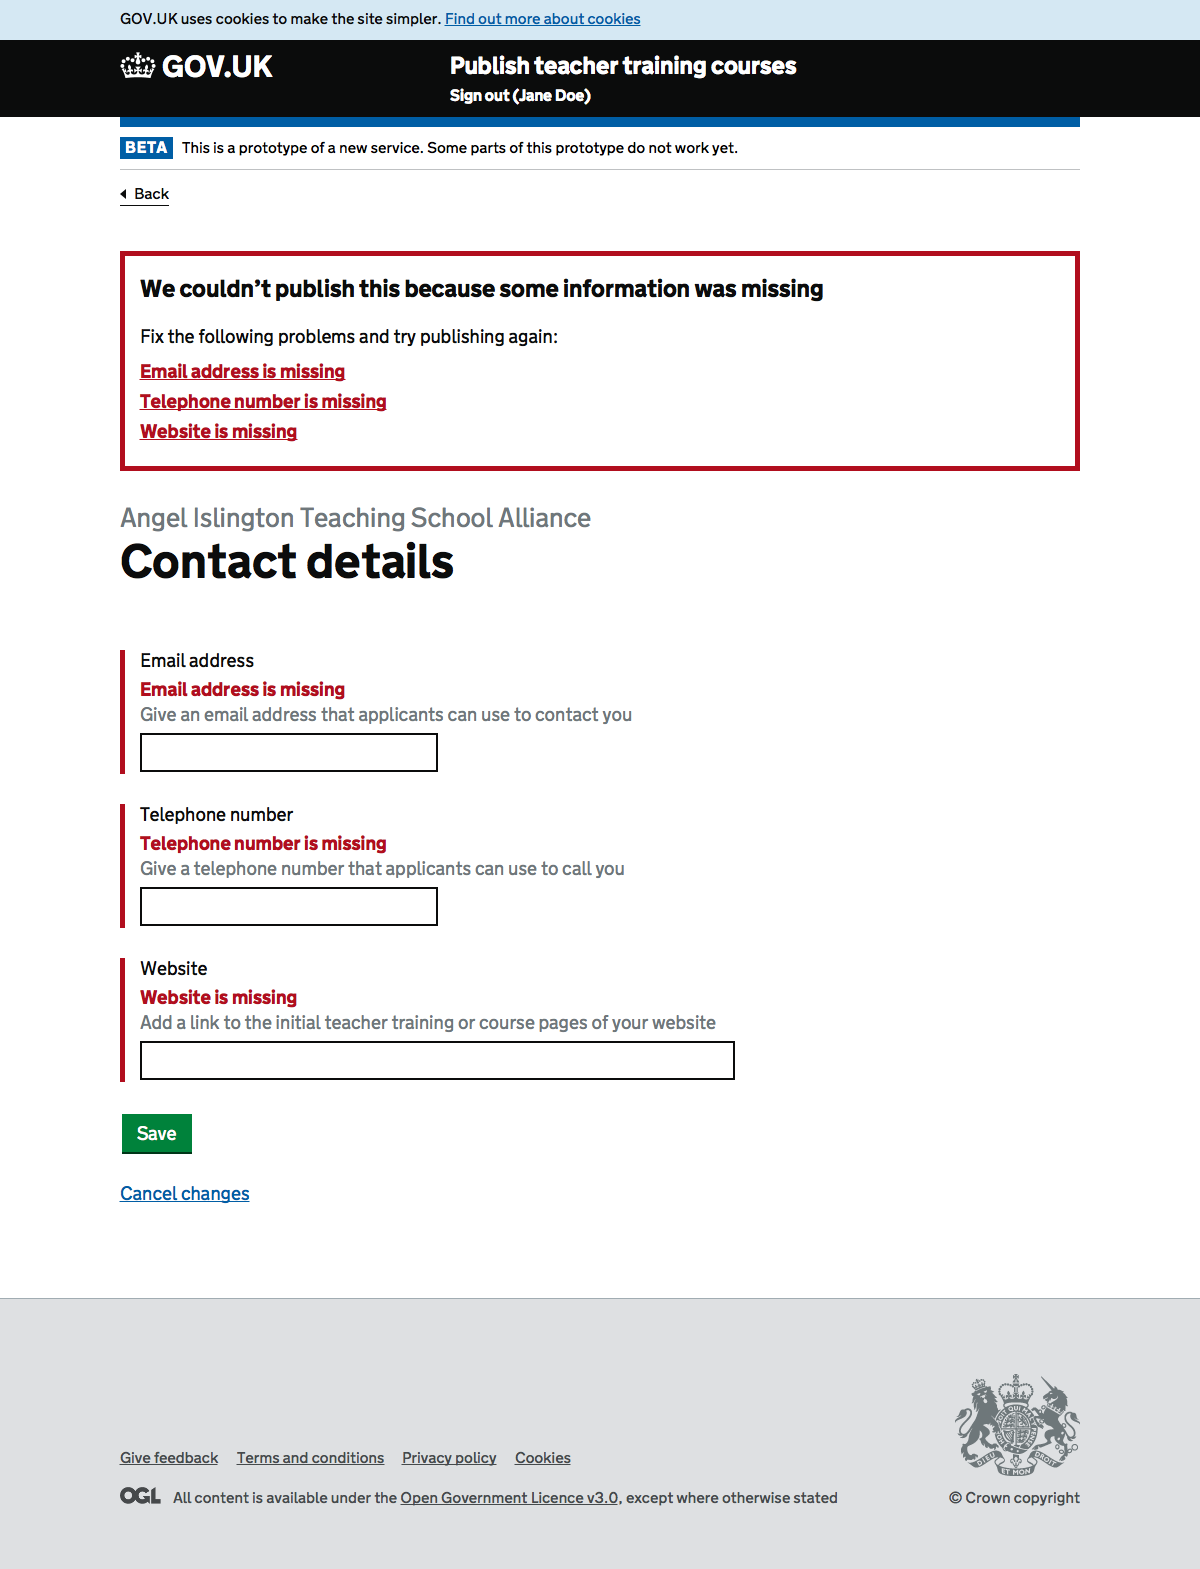 GOV.UK uses cookies to make the site simpler. Find out more about cookies
GOV.UK
Publish teacher training courses
Sign out (Jane Doe)
BETA This is a prototype of a new service. Some parts of this prototype do not work yet.
Back
We couldn’t publish this because some information was missing
Fix the following problems and try publishing again:
Email address is missing
Telephone number is missing
Website is missing
Angel Islington Teaching School Alliance
Contact details
Email address
Email address is missing
Give an email address that applicants can use to contact you
Telephone number
Telephone number is missing
Give a telephone number that applicants can use to call you
Website
Website is missing
Add a link to the initial teacher training or course pages of your website
Save
Cancel changes
Give feedback Terms and conditions Privacy policy Cookies
DIEU ET MON DROIT
OGL All content is available under the Open Government Licence v3.0, except where otherwise stated
© Crown copyright